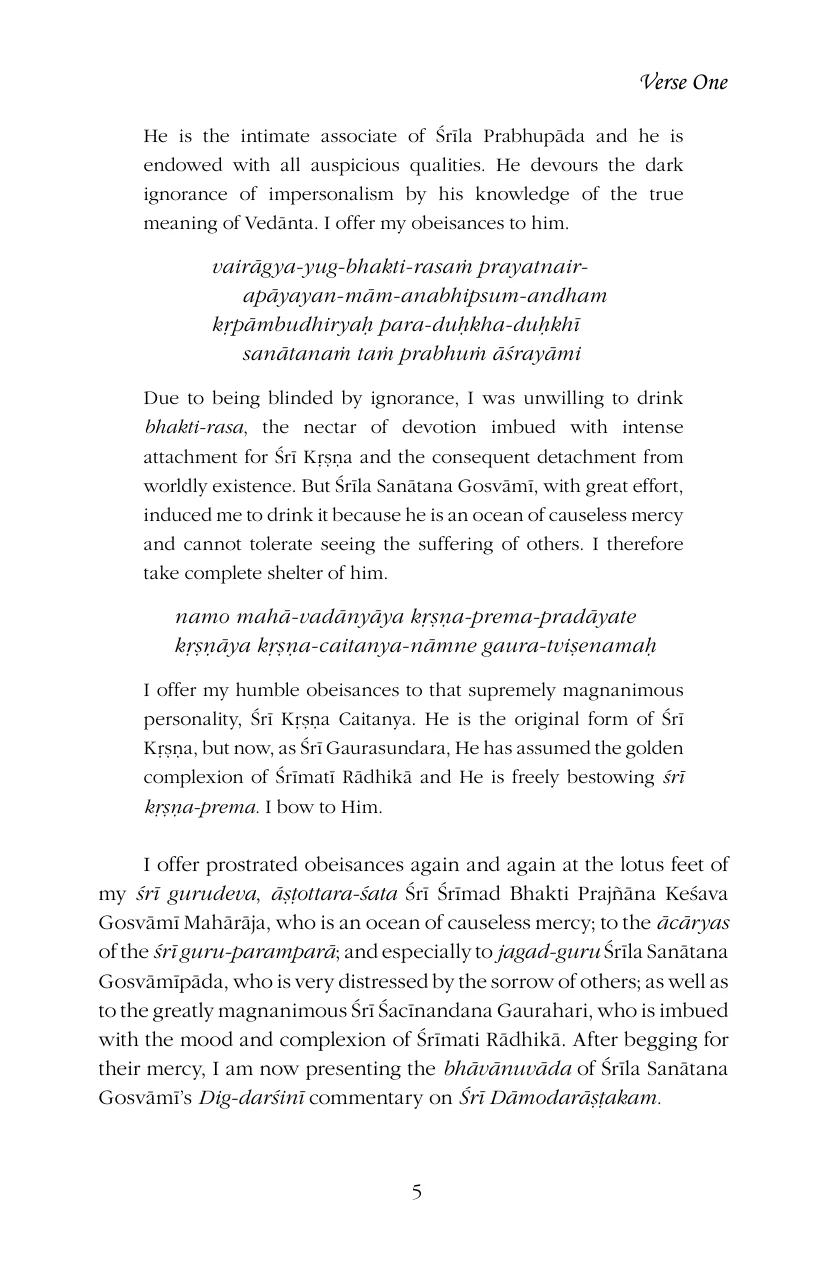 Verse One
He is the intimate associate of Śrīla Prabhupāda and he is
endowed with all auspicious qualities. He devours the dark
ignorance of impersonalism by his knowledge of the true
meaning of Vedānta. I offer my obeisances to him.
vairāgya-yug-bhakti-rasaṁ prayatnair-
apāyayan-mām-anabhipsum-andham
kṛpāmbudhiryaḥ para-duḥkha-duḥkhī
sanātanaṁ taṁ prabhuṁ āśrayāmi
Due to being blinded by ignorance, I was unwilling to drink
bhakti-rasa, the nectar of devotion imbued with intense
attachment for Śrī Kṛṣṇa and the consequent detachment from
worldly existence. But Śrīla Sanātana Gosvāmī, with great effort,
induced me to drink it because he is an ocean of causeless mercy
and cannot tolerate seeing the suffering of others. I therefore
take complete shelter of him.
namo mahā-vadānyāya kṛṣṇa-prema-pradāyate
kṛṣṇāya kṛṣṇa-caitanya-nāmne gaura-tviṣenamaḥ
I offer my humble obeisances to that supremely magnanimous
personality, Śrī Kṛṣṇa Caitanya. He is the original form of Śrī
Kṛṣṇa, but now, as Śrī Gaurasundara, He has assumed the golden
complexion of Śrīmatī Rādhikā and He is freely bestowing śrī
kṛṣṇa-prema. I bow to Him.
I offer prostrated obeisances again and again at the lotus feet of
my śrī gurudeva, āṣṭottara-śata Śrī Śrīmad Bhakti Prajñāna Keśava
Gosvāmī Mahārāja, who is an ocean of causeless mercy; to the ācāryas
of the śrī guru-paramparā; and especially to jagad-guru Śrīla Sanātana
Gosvāmīpāda, who is very distressed by the sorrow of others; as well as
to the greatly magnanimous Śrī Śacīnandana Gaurahari, who is imbued
with the mood and complexion of Śrīmati Rādhikā. After begging for
their mercy, I am now presenting the bhāvānuvāda of Śrīla Sanātana
Gosvāmī's Dig-darśinī commentary on Śrī Dāmodarāṣṭakam.
5